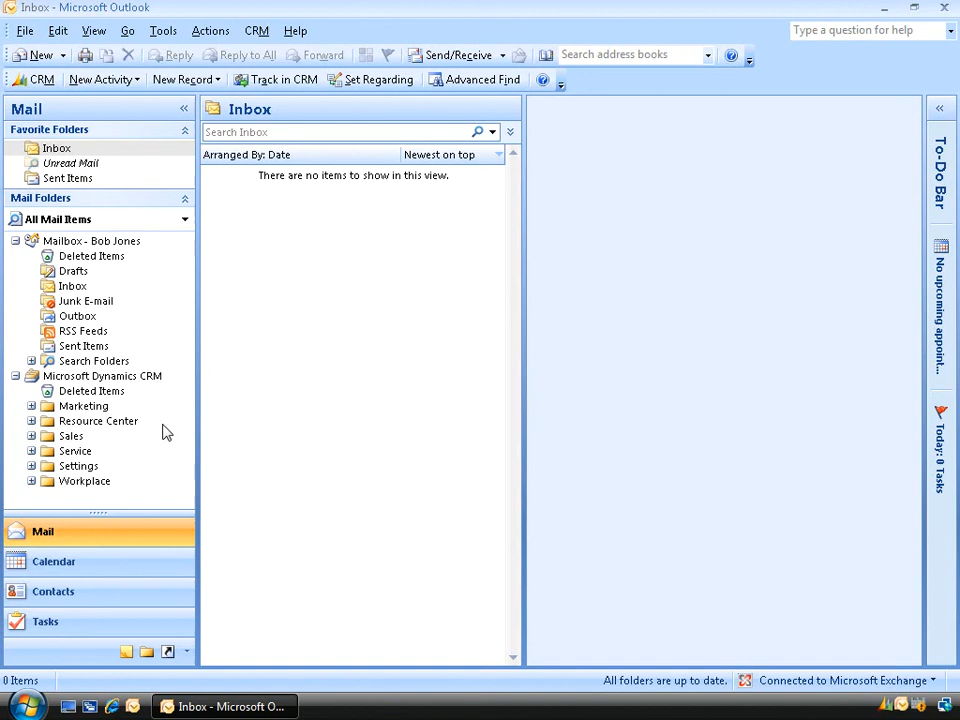 Inbox - Microsoft Outlook
File Edit View Go Tools Actions CRM Help Type a question for help
New Reply Reply to All Forward Send/Receive Search address books
CRM New Activity New Record Track in CRM Set Regarding Advanced Find
Mail
Favorite Folders
Inbox
Unread Mail
Sent Items
Mail Folders
All Mail Items
Mailbox - Bob Jones
Deleted Items
Drafts
Inbox
Junk E-mail
Outbox
RSS Feeds
Sent Items
Search Folders
Microsoft Dynamics CRM
Deleted Items
Marketing
Resource Center
Sales
Service
Settings
Workplace
Mail
Calendar
Contacts
Tasks
Inbox
Search Inbox
Arranged By: Date Newest on top
There are no items to show in this view.
To-Do Bar
No upcoming appoint...
Today: 0 Tasks
0 Items All folders are up to date. Connected to Microsoft Exchange
Inbox - Microsoft O...